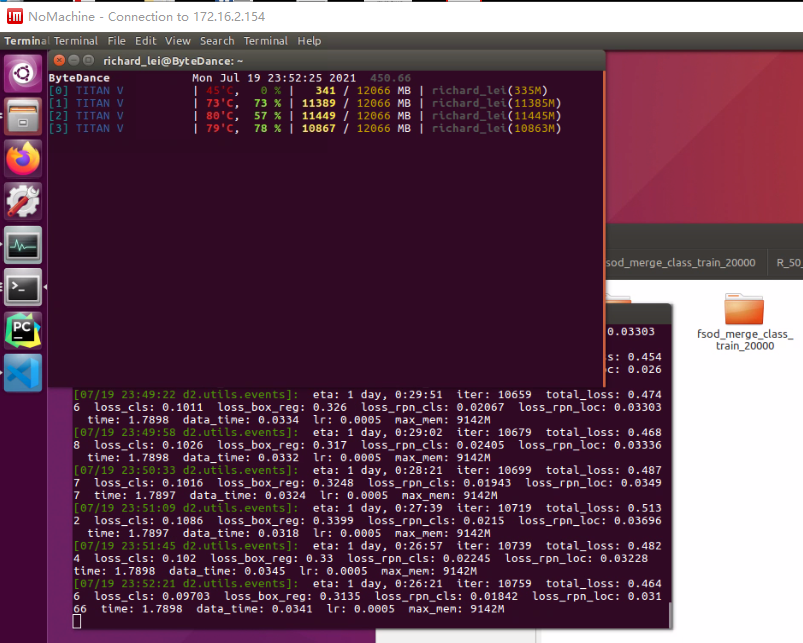 NoMachine - Connection to 172.16.2.154
Terminal Terminal File Edit View Search Terminal Help
richard_lei@ByteDance: ~
ByteDance Mon Jul 19 23:52:25 2021 450.66
[0] TITAN V | 45'C, 0 % | 341 / 12066 MB | richard_lei(335M)
[1] TITAN V | 73'C, 73 % | 11389 / 12066 MB | richard_lei(11385M)
[2] TITAN V | 80'C, 57 % | 11449 / 12066 MB | richard_lei(11445M)
[3] TITAN V | 79'C, 78 % | 10867 / 12066 MB | richard_lei(10863M)
sod_merge_class_train_20000 R_50_
fsod_merge_class_
train_20000
0.03303
s: 0.454
c: 0.026
[07/19 23:49:22 d2.utils.events]: eta: 1 day, 0:29:51 iter: 10659 total_loss: 0.474
6 loss_cls: 0.1011 loss_box_reg: 0.326 loss_rpn_cls: 0.02067 loss_rpn_loc: 0.03303
time: 1.7898 data_time: 0.0334 lr: 0.0005 max_mem: 9142M
[07/19 23:49:58 d2.utils.events]: eta: 1 day, 0:29:02 iter: 10679 total_loss: 0.468
8 loss_cls: 0.1026 loss_box_reg: 0.317 loss_rpn_cls: 0.02405 loss_rpn_loc: 0.03336
time: 1.7898 data_time: 0.0332 lr: 0.0005 max_mem: 9142M
[07/19 23:50:33 d2.utils.events]: eta: 1 day, 0:28:21 iter: 10699 total_loss: 0.487
7 loss_cls: 0.1016 loss_box_reg: 0.3248 loss_rpn_cls: 0.01943 loss_rpn_loc: 0.0349
7 time: 1.7897 data_time: 0.0324 lr: 0.0005 max_mem: 9142M
[07/19 23:51:09 d2.utils.events]: eta: 1 day, 0:27:39 iter: 10719 total_loss: 0.513
2 loss_cls: 0.1086 loss_box_reg: 0.3399 loss_rpn_cls: 0.0215 loss_rpn_loc: 0.03696
time: 1.7897 data_time: 0.0318 lr: 0.0005 max_mem: 9142M
[07/19 23:51:45 d2.utils.events]: eta: 1 day, 0:26:57 iter: 10739 total_loss: 0.482
4 loss_cls: 0.102 loss_box_reg: 0.33 loss_rpn_cls: 0.02245 loss_rpn_loc: 0.03228
time: 1.7898 data_time: 0.0345 lr: 0.0005 max_mem: 9142M
[07/19 23:52:21 d2.utils.events]: eta: 1 day, 0:26:21 iter: 10759 total_loss: 0.464
6 loss_cls: 0.09703 loss_box_reg: 0.3135 loss_rpn_cls: 0.01842 loss_rpn_loc: 0.031
66 time: 1.7898 data_time: 0.0341 lr: 0.0005 max_mem: 9142M